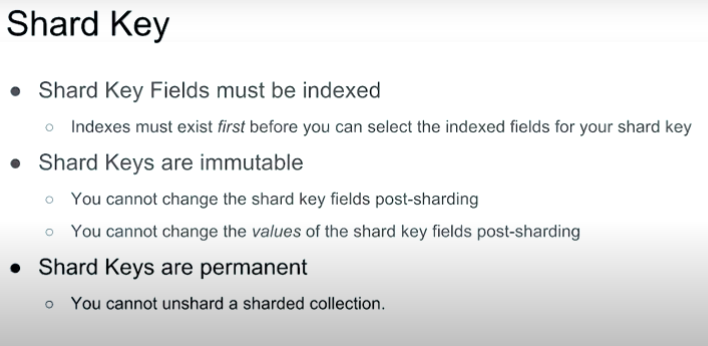 Shard Key
● Shard Key Fields must be indexed
○ Indexes must exist first before you can select the indexed fields for your shard key
● Shard Keys are immutable
○ You cannot change the shard key fields post-sharding
○ You cannot change the values of the shard key fields post-sharding
● Shard Keys are permanent
○ You cannot unshard a sharded collection.